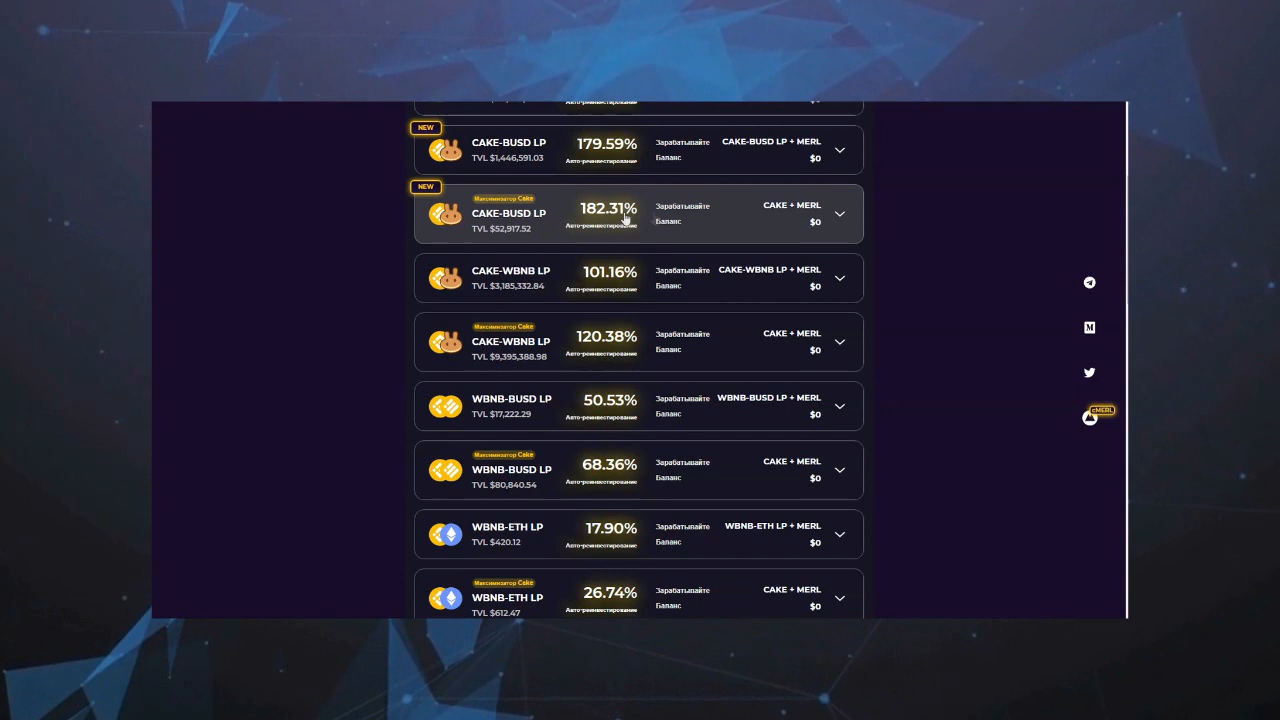 Авто-реинвестирование
NEW
CAKE-BUSD LP 179.59% Зарабатывайте CAKE-BUSD LP + MERL
TVL $1,446,591.03 Авто-реинвестирование Баланс $0
NEW
Максимизатор Cake
CAKE-BUSD LP 182.31% Зарабатывайте CAKE + MERL
TVL $52,917.52 Авто-реинвестирование Баланс $0
CAKE-WBNB LP 101.16% Зарабатывайте CAKE-WBNB LP + MERL
TVL $3,185,332.84 Авто-реинвестирование Баланс $0
Максимизатор Cake
CAKE-WBNB LP 120.38% Зарабатывайте CAKE + MERL
TVL $9,395,388.98 Авто-реинвестирование Баланс $0
WBNB-BUSD LP 50.53% Зарабатывайте WBNB-BUSD LP + MERL
TVL $17,222.29 Авто-реинвестирование Баланс $0
Максимизатор Cake
WBNB-BUSD LP 68.36% Зарабатывайте CAKE + MERL
TVL $80,840.54 Авто-реинвестирование Баланс $0
WBNB-ETH LP 17.90% Зарабатывайте WBNB-ETH LP + MERL
TVL $420.12 Авто-реинвестирование Баланс $0
Максимизатор Cake
WBNB-ETH LP 26.74% Зарабатывайте CAKE + MERL
TVL $612.47 Авто-реинвестирование Баланс $0
M
cMERL